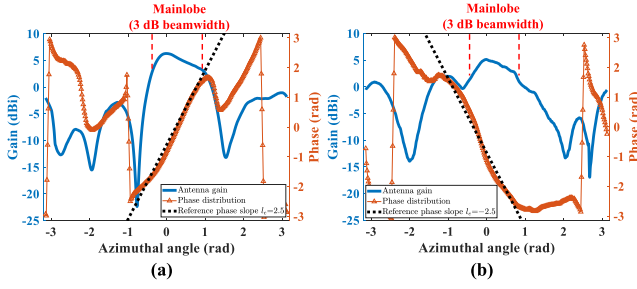 Mainlobe
(3 dB beamwidth)
(a)
10
5
0
-5
-10
-15
-20
-25
Gain (dBi)
3
2
1
0
-1
-2
-3
Phase (rad)
Antenna gain
Phase distribution
Reference phase slope lₑ=2.5
-3 -2 -1 0 1 2 3
Azimuthal angle (rad)
(a)
Mainlobe
(3 dB beamwidth)
(b)
10
5
0
-5
-10
-15
-20
-25
Gain (dBi)
3
2
1
0
-1
-2
-3
Phase (rad)
Antenna gain
Phase distribution
Reference phase slope lₑ=−2.5
-3 -2 -1 0 1 2 3
Azimuthal angle (rad)
(b)